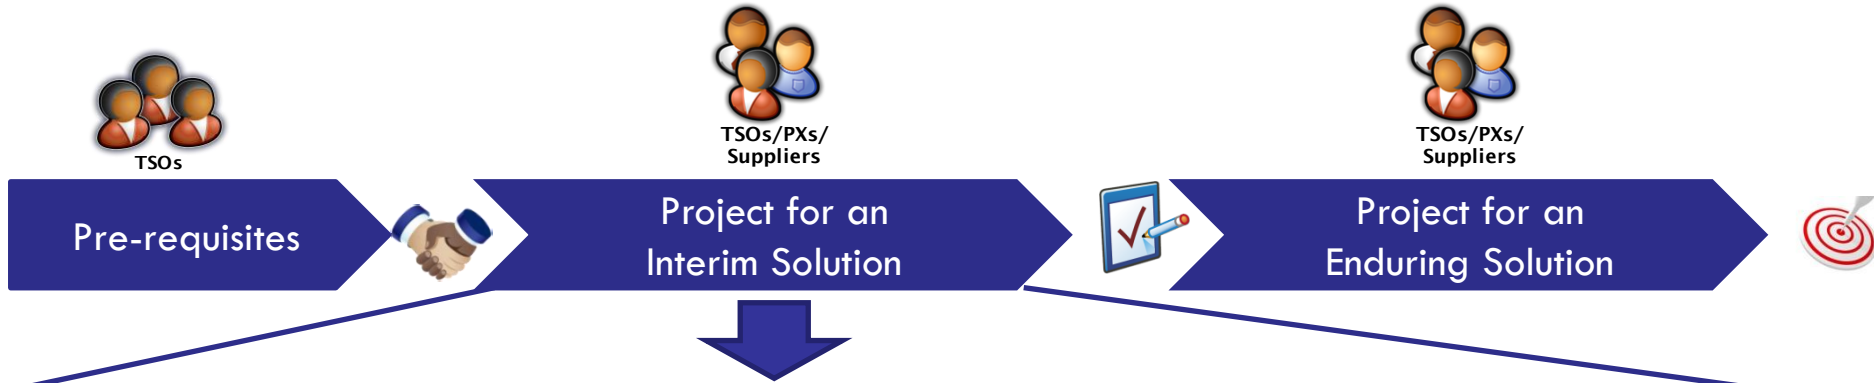 TSOs
TSOs/PXs/
Suppliers
TSOs/PXs/
Suppliers
Pre-requisites
Project for an
Interim Solution
Project for an
Enduring Solution